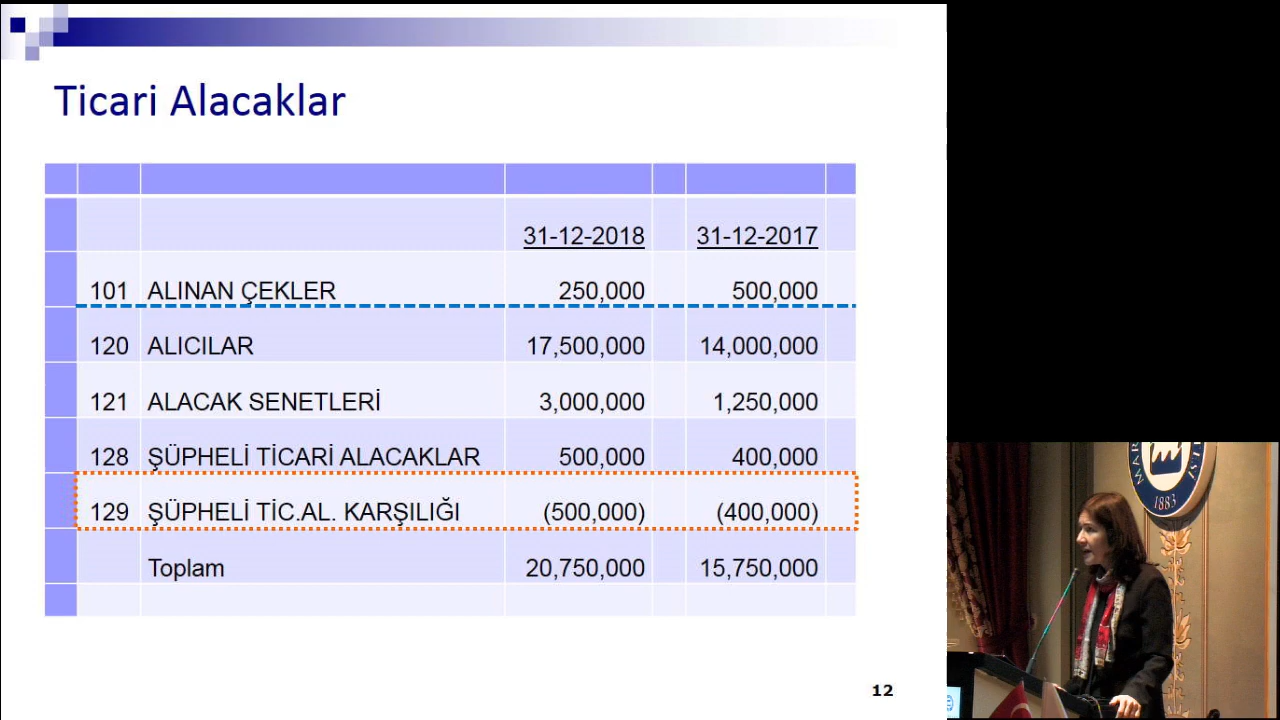 Ticari Alacaklar
31-12-2018 31-12-2017
101 ALINAN ÇEKLER 250,000 500,000
120 ALICILAR 17,500,000 14,000,000
121 ALACAK SENETLERİ 3,000,000 1,250,000
128 ŞÜPHELİ TİCARİ ALACAKLAR 500,000 400,000
129 ŞÜPHELİ TİC.AL. KARŞILIĞI (500,000) (400,000)
Toplam 20,750,000 15,750,000
12
1883